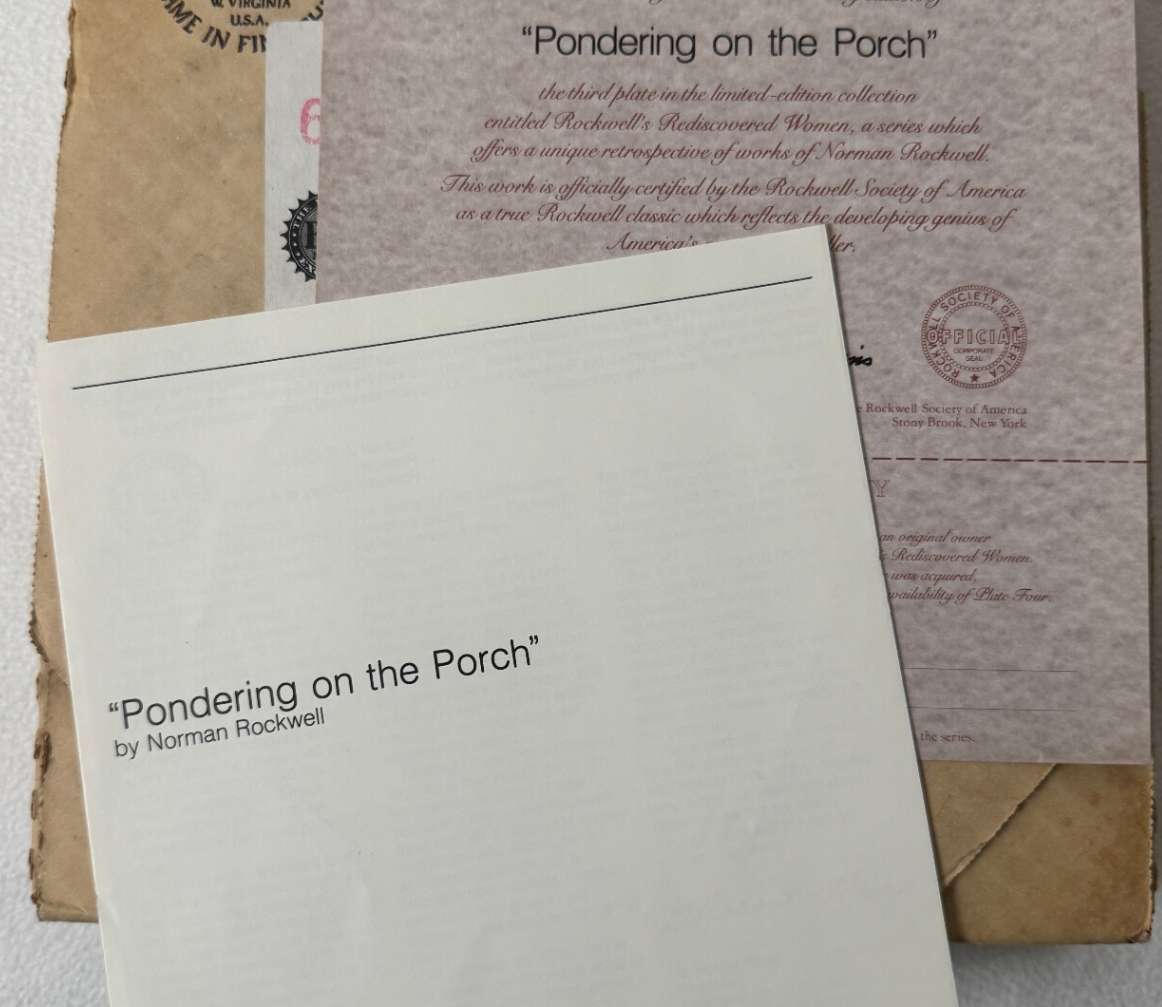 W. VIRGINIA
U.S.A.
"Pondering on the Porch"
the third plate in the limited-edition collection
entitled Rockwell's Rediscovered Women, a series which
offers a unique retrospective of works of Norman Rockwell.
This work is officially certified by the Rockwell Society of America
as a true Rockwell classic which reflects the developing genius of
America's
ROCKWELL SOCIETY OF AMERICA
OFFICIAL
CORPORATE
SEAL
Rockwell Society of America
Stony Brook, New York
an original owner
Rediscovered Women.
was acquired,
availability of Plate Four.
the series.
"Pondering on the Porch"
by Norman Rockwell